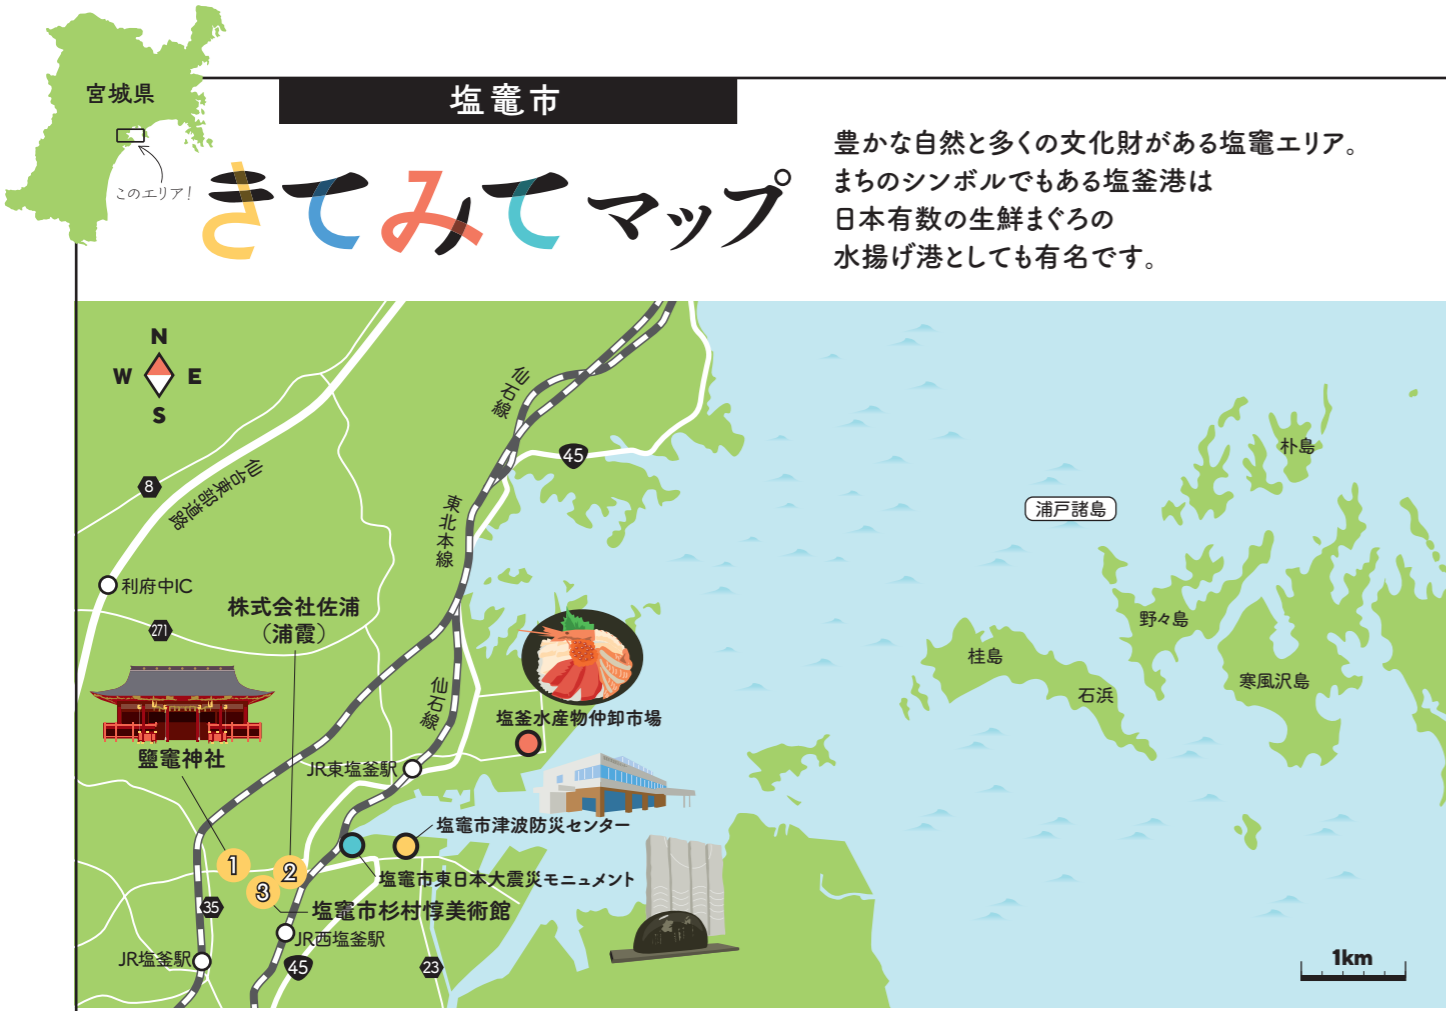 宮城県
このエリア!
塩竈市
きてみてマップ
豊かな自然と多くの文化財がある塩竈エリア。
まちのシンボルでもある塩釜港は
日本有数の生鮮まぐろの
水揚げ港としても有名です。
N
W E
S
仙石線
45
8
仙台東部道路
東北本線
朴島
浦戸諸島
利府中IC
株式会社佐浦
（浦霞）
271
野々島
桂島
寒風沢島
石浜
仙石線
塩釜水産物仲卸市場
鹽竈神社
JR東塩釜駅
塩竈市津波防災センター
1
2
3
塩竈市東日本大震災モニュメント
35
塩竈市杉村惇美術館
JR西塩釜駅
JR塩釜駅
45
23
1km